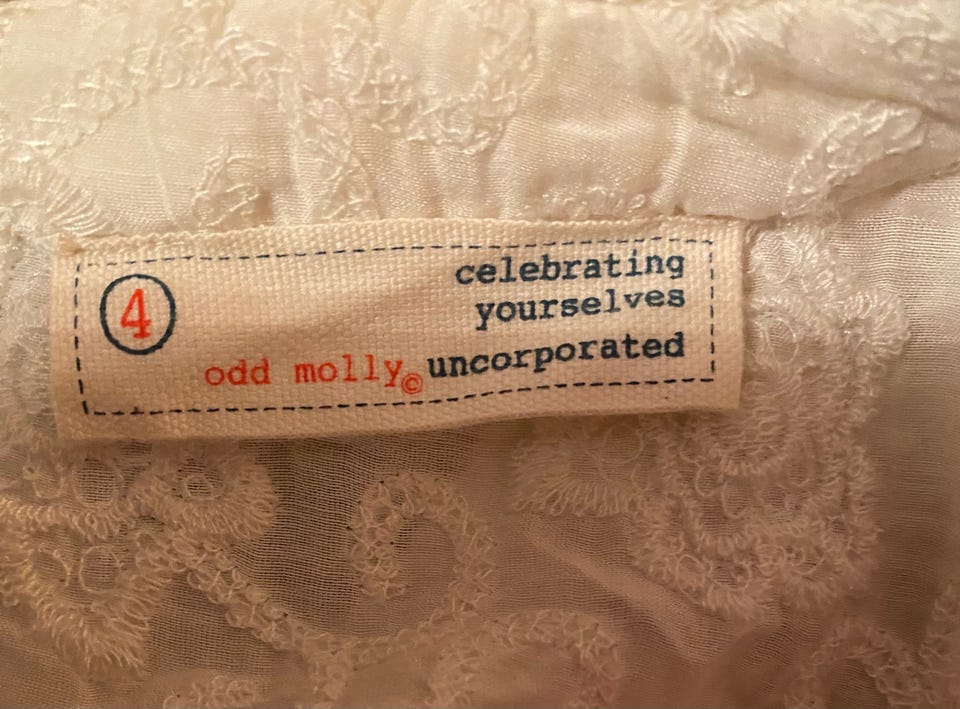 4
celebrating
yourselves
odd molly© uncorporated